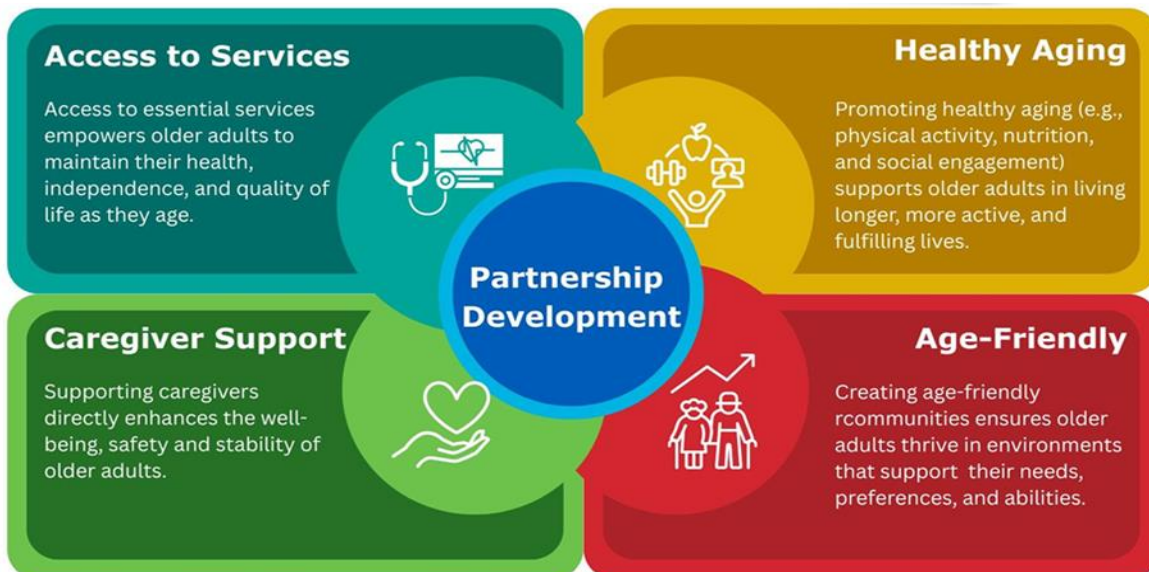 Access to Services
Access to essential services
empowers older adults to
maintain their health,
independence, and quality of
life as they age.
Healthy Aging
Promoting healthy aging (e.g.,
physical activity, nutrition,
and social engagement)
supports older adults in living
longer, more active, and
fulfilling lives.
Partnership
Development
Caregiver Support
Supporting caregivers
directly enhances the well-
being, safety and stability of
older adults.
Age-Friendly
Creating age-friendly
rcommunities ensures older
adults thrive in environments
that support their needs,
preferences, and abilities.